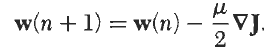 w(n + 1) = w(n) − μ/2 ∇J.